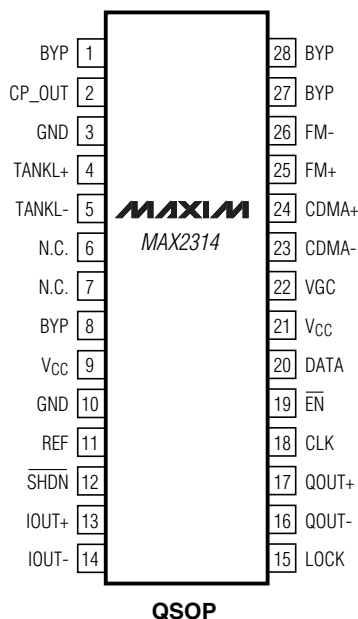 BYP 1
CP_OUT 2
GND 3
TANKL+ 4
TANKL- 5
N.C. 6
N.C. 7
BYP 8
VCC 9
GND 10
REF 11
S̅H̅D̅N̅ 12
IOUT+ 13
IOUT- 14
MAXIM
MAX2314
28 BYP
27 BYP
26 FM-
25 FM+
24 CDMA+
23 CDMA-
22 VGC
21 VCC
20 DATA
19 E̅N̅
18 CLK
17 QOUT+
16 QOUT-
15 LOCK
QSOP